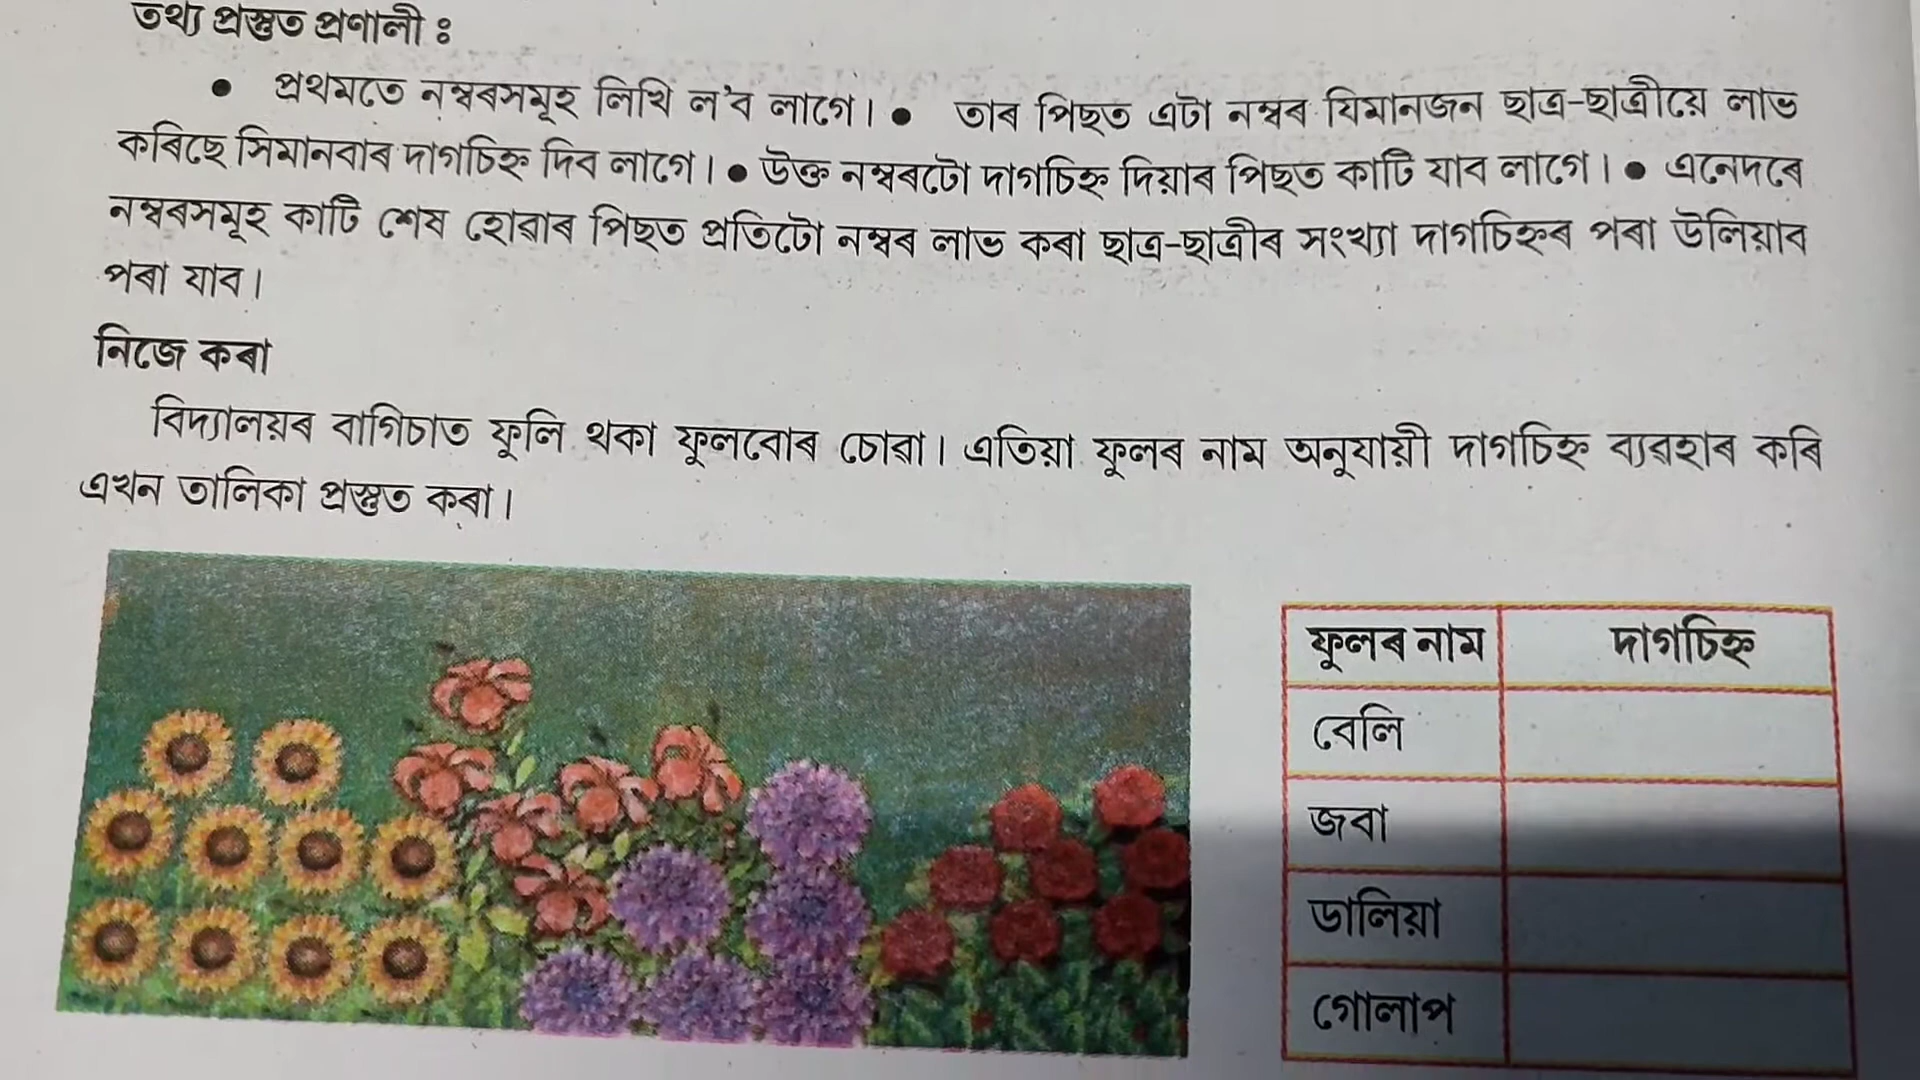 তথ্য প্ৰস্তুত প্ৰণালী ঃ
• প্ৰথমতে নম্বৰসমূহ লিখি ল'ব লাগে। • তাৰ পিছত এটা নম্বৰ যিমানজন ছাত্ৰ-ছাত্ৰীয়ে লাভ
কৰিছে সিমানবাৰ দাগচিহ্ন দিব লাগে। • উক্ত নম্বৰটো দাগচিহ্ন দিয়াৰ পিছত কাটি যাব লাগে। • এনেদৰে
নম্বৰসমূহ কাটি শেষ হোৱাৰ পিছত প্ৰতিটো নম্বৰ লাভ কৰা ছাত্ৰ-ছাত্ৰীৰ সংখ্যা দাগচিহ্নৰ পৰা উলিয়াব
পৰা যাব।
নিজে কৰা
বিদ্যালয়ৰ বাগিচাত ফুলি থকা ফুলবোৰ চোৱা। এতিয়া ফুলৰ নাম অনুযায়ী দাগচিহ্ন ব্যৱহাৰ কৰি
এখন তালিকা প্ৰস্তুত কৰা।
ফুলৰ নাম দাগচিহ্ন
বেলি
জবা
ডালিয়া
গোলাপ